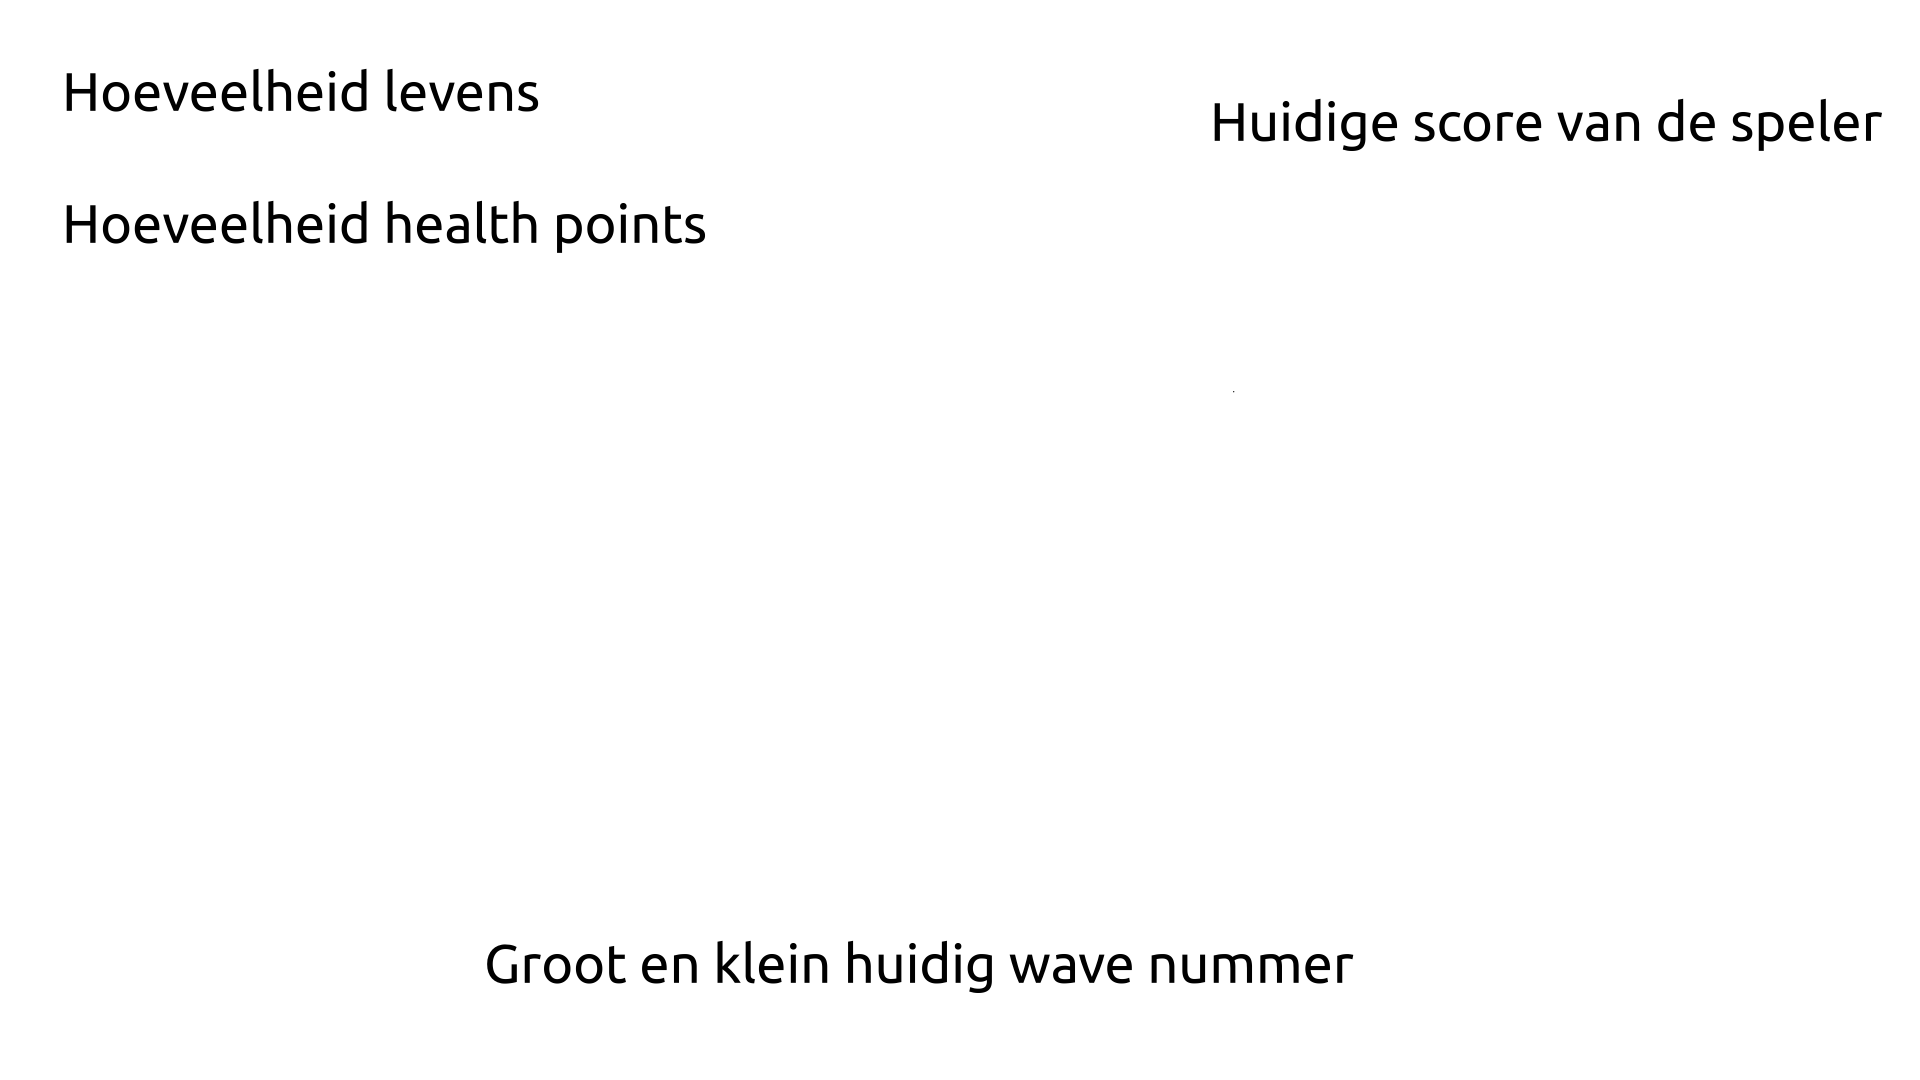 Hoeveelheid levens
Huidige score van de speler
Hoeveelheid health points
Groot en klein huidig wave nummer